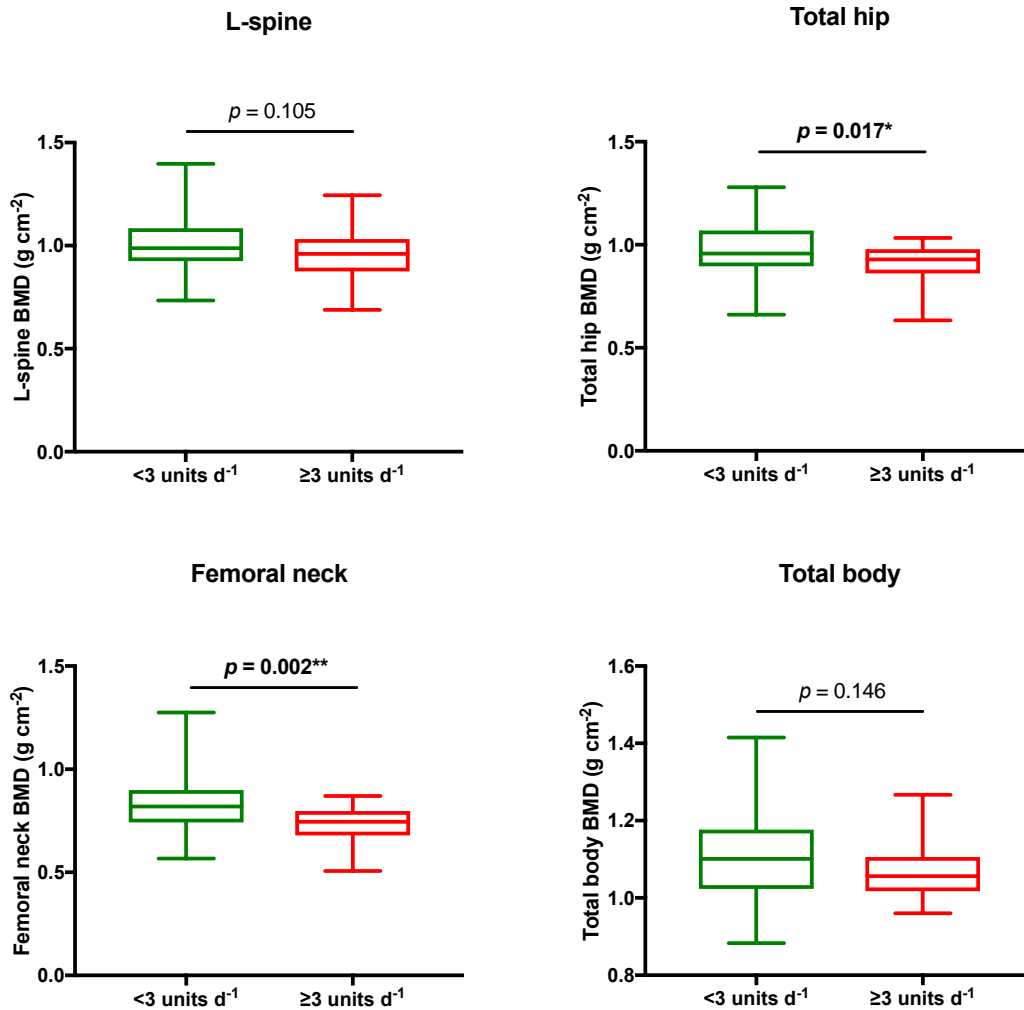 L-spine
p = 0.105
L-spine BMD (g cm-2)
1.5
1.0
0.5
0.0
<3 units d-1
≥3 units d-1
Total hip
p = 0.017*
Total hip BMD (g cm-2)
1.5
1.0
0.5
0.0
<3 units d-1
≥3 units d-1
Femoral neck
p = 0.002**
Femoral neck BMD (g cm-2)
1.5
1.0
0.5
0.0
<3 units d-1
≥3 units d-1
Total body
p = 0.146
Total body BMD (g cm-2)
1.6
1.4
1.2
1.0
0.8
<3 units d-1
≥3 units d-1